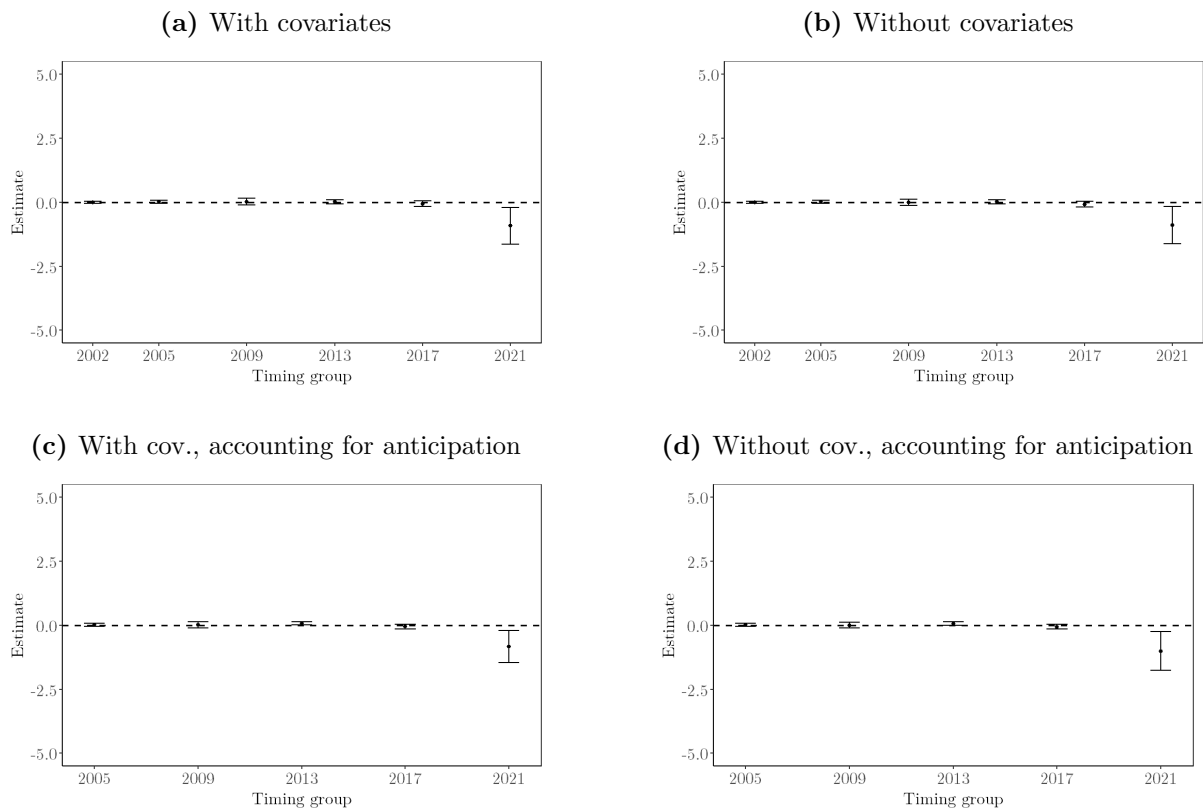 (a) With covariates
5.0
2.5
0.0
-2.5
-5.0
Estimate
2002 2005 2009 2013 2017 2021
Timing group
(b) Without covariates
5.0
2.5
0.0
-2.5
-5.0
Estimate
2002 2005 2009 2013 2017 2021
Timing group
(c) With cov., accounting for anticipation
5.0
2.5
0.0
-2.5
-5.0
Estimate
2005 2009 2013 2017 2021
Timing group
(d) Without cov., accounting for anticipation
5.0
2.5
0.0
-2.5
-5.0
Estimate
2005 2009 2013 2017 2021
Timing group